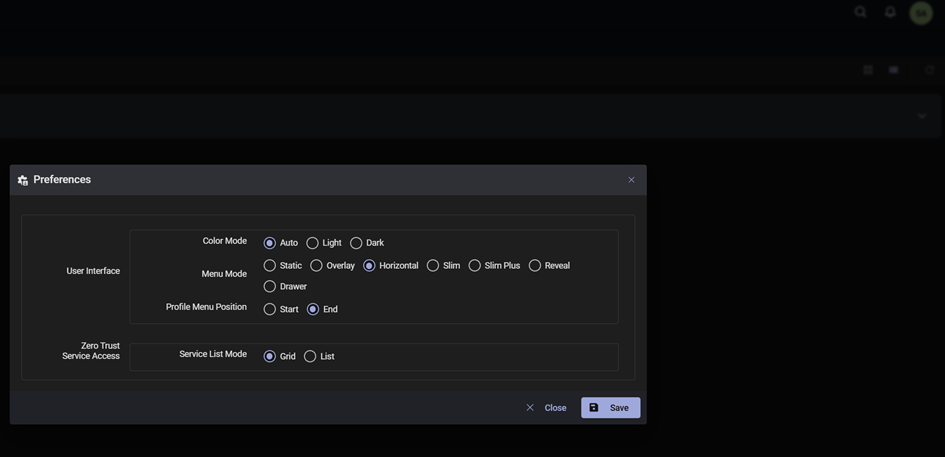 Preferences
User Interface
Color Mode
Auto Light Dark
Menu Mode
Static Overlay Horizontal Slim Slim Plus Reveal
Drawer
Profile Menu Position
Start End
Zero Trust
Service Access
Service List Mode
Grid List
Close Save